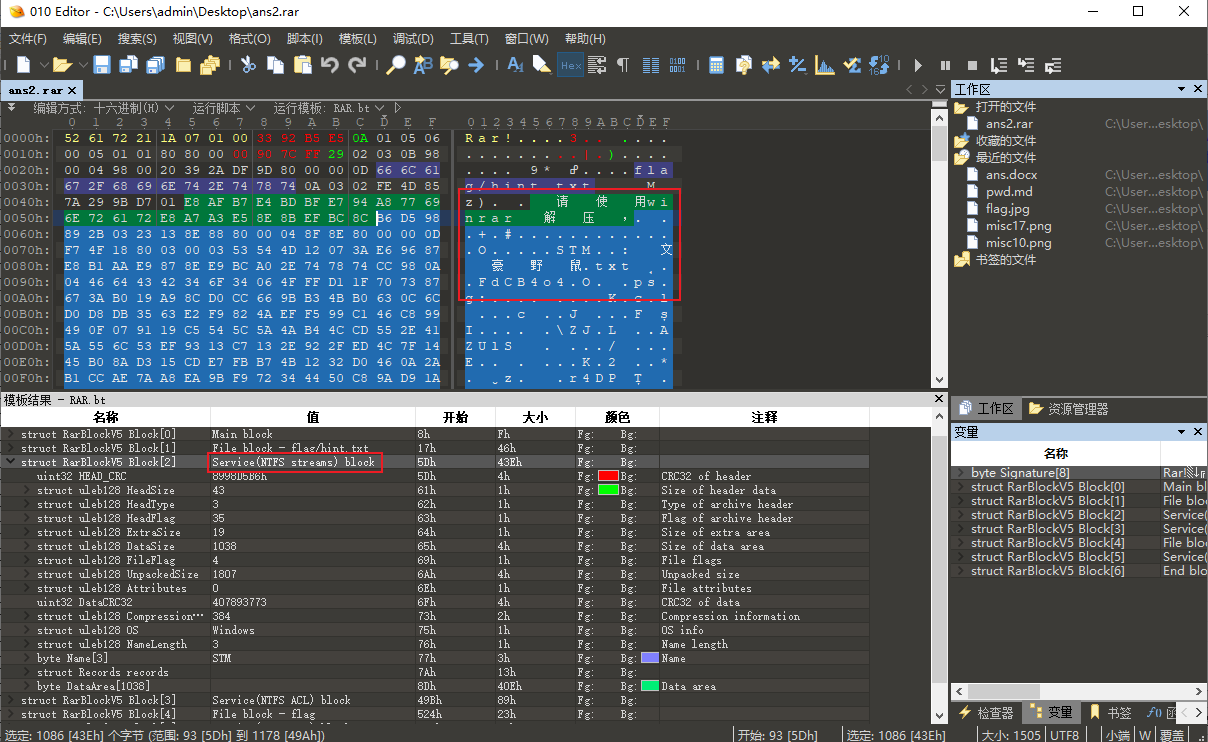 010 Editor - C:\Users\admin\Desktop\ans2.rar
文件(F) 编辑(E) 搜索(S) 视图(V) 格式(O) 脚本(I) 模板(L) 调试(D) 工具(T) 窗口(W) 帮助(H)
ans2.rar
编辑方式: 十六进制(H) 运行脚本 运行模板: RAR.bt
0 1 2 3 4 5 6 7 8 9 A B C D E F 0123456789ABCDEF
0000h: 52 61 72 21 1A 07 01 00 33 92 B5 E5 0A 01 05 06 Rar!....3.. ....
0010h: 00 05 01 01 80 80 00 00 90 7C FF 29 02 03 0B 98
0020h: 00 04 98 00 20 39 2A DF 9D 80 00 00 0D 66 6C 61
0030h: 67 2F 68 69 6E 74 2E 74 78 74 0A 03 02 FE 4D 85 g/hint.txt
0040h: 7A 29 9B D7 01 E8 AF B7 E4 BD BF E7 94 A8 77 69 z)... 请 使 用wi
0050h: 6E 72 61 72 E8 A7 A3 E5 8E 8B EF BC 8C B6 D5 98 nrar 解 压 ，..
0060h: 89 2B 03 23 13 8E 88 80 00 04 8F 8E 80 00 00 0D
0070h: F7 4F 18 80 03 00 03 53 54 4D 12 07 3A E6 96 87 .O.....STM..: 文
0080h: E8 B1 AA E9 87 8E E9 BC A0 2E 74 78 74 CC 98 0A 豪 野 鼠.txt
0090h: 04 46 64 43 42 34 6F 34 06 4F FF D1 1F 70 73 87 .FdCB4o4.O. .ps.
00A0h: 67 3A B0 19 A9 8C D0 CC 66 9B B3 4B B0 63 0C 6C
00B0h: D0 D8 DB 35 63 E2 F9 82 4A EF F5 99 C1 46 C8 99
00C0h: 49 0F 07 91 19 C5 54 5C 5A 4A B4 4C CD 55 2E 41
00D0h: 5A 55 6C 53 EF 93 13 C7 13 2E 92 2F ED 4C 7F 14
00E0h: 45 B0 8A D3 15 CD E7 FB B7 4B 12 32 D0 46 0A 2A
00F0h: B1 CC AE 7A A8 EA 9B F9 72 34 44 50 C8 9A D9 1A
模板结果 - RAR.bt
名称 值 开始 大小 颜色 注释
struct RarBlockV5 Block[0] Main block 8h Fh Fg: Bg:
struct RarBlockV5 Block[1] File block - flag/hint.txt 17h 46h Fg: Bg:
struct RarBlockV5 Block[2] Service(NTFS streams) block 5Dh 43Eh Fg: Bg:
uint32 HEAD_CRC 8998D5B6h 5Dh 4h Fg: Bg: CRC32 of header
struct uleb128 HeadSize 43 61h 1h Fg: Bg: Size of header data
struct uleb128 HeadType 3 62h 1h Fg: Bg: Type of archive header
struct uleb128 HeadFlag 35 63h 1h Fg: Bg: Flag of archive header
struct uleb128 ExtraSize 19 64h 1h Fg: Bg: Size of extra area
struct uleb128 DataSize 1038 65h 4h Fg: Bg: Size of data area
struct uleb128 FileFlag 4 69h 1h Fg: Bg: File flags
struct uleb128 UnpackedSize 1807 6Ah 4h Fg: Bg: Unpacked size
struct uleb128 Attributes 0 6Eh 1h Fg: Bg: File attributes
uint32 DataCRC32 407893773 6Fh 4h Fg: Bg: CRC32 of data
struct uleb128 Compression··· 384 73h 2h Fg: Bg: Compression information
struct uleb128 OS Windows 75h 1h Fg: Bg: OS info
struct uleb128 NameLength 3 76h 1h Fg: Bg: Name length
byte Name[3] STM 77h 3h Fg: Bg: Name
struct Records records 7Ah 13h Fg: Bg:
byte DataArea[1038] 8Dh 40Eh Fg: Bg: Data area
struct RarBlockV5 Block[3] Service(NTFS ACL) block 49Bh 89h Fg: Bg:
struct RarBlockV5 Block[4] File block - flag 524h 23h Fg: Bg:
工作区
打开的文件
ans2.rar C:\User...esktop\
收藏的文件
最近的文件
ans.docx C:\User...esktop\
pwd.md C:\User...esktop\
flag.jpg C:\User...esktop\
misc17.png C:\User...esktop\
misc10.png C:\User...esktop\
书签的文件
工作区 资源管理器
变量
名称
byte Signature[8] Rar!
struct RarBlockV5 Block[0] Main bl
struct RarBlockV5 Block[1] File bloc
struct RarBlockV5 Block[2] Service(
struct RarBlockV5 Block[3] Service(
struct RarBlockV5 Block[4] File bloc
struct RarBlockV5 Block[5] Service(
struct RarBlockV5 Block[6] End bloc
检查器 变量 书签
选定: 1086 [43Eh] 个字节 (范围: 93 [5Dh] 到 1178 [49Ah]) 开始: 93 [5Dh] 选定: 1086 [43Eh] 大小: 1505 UTF8 小端 W 覆盖